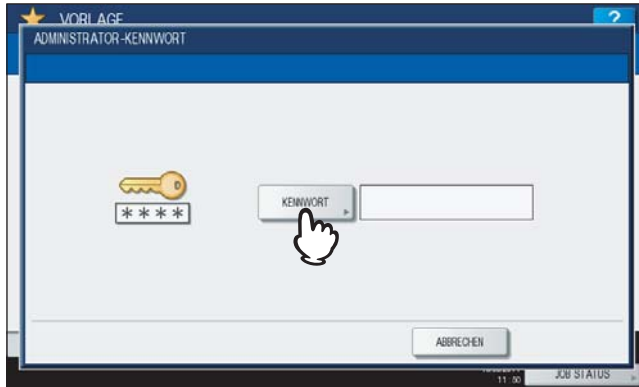 VORLAGE
?
ADMINISTRATOR-KENNWORT
****
KENNWORT
ABBRECHEN
11:50
JOB STATUS